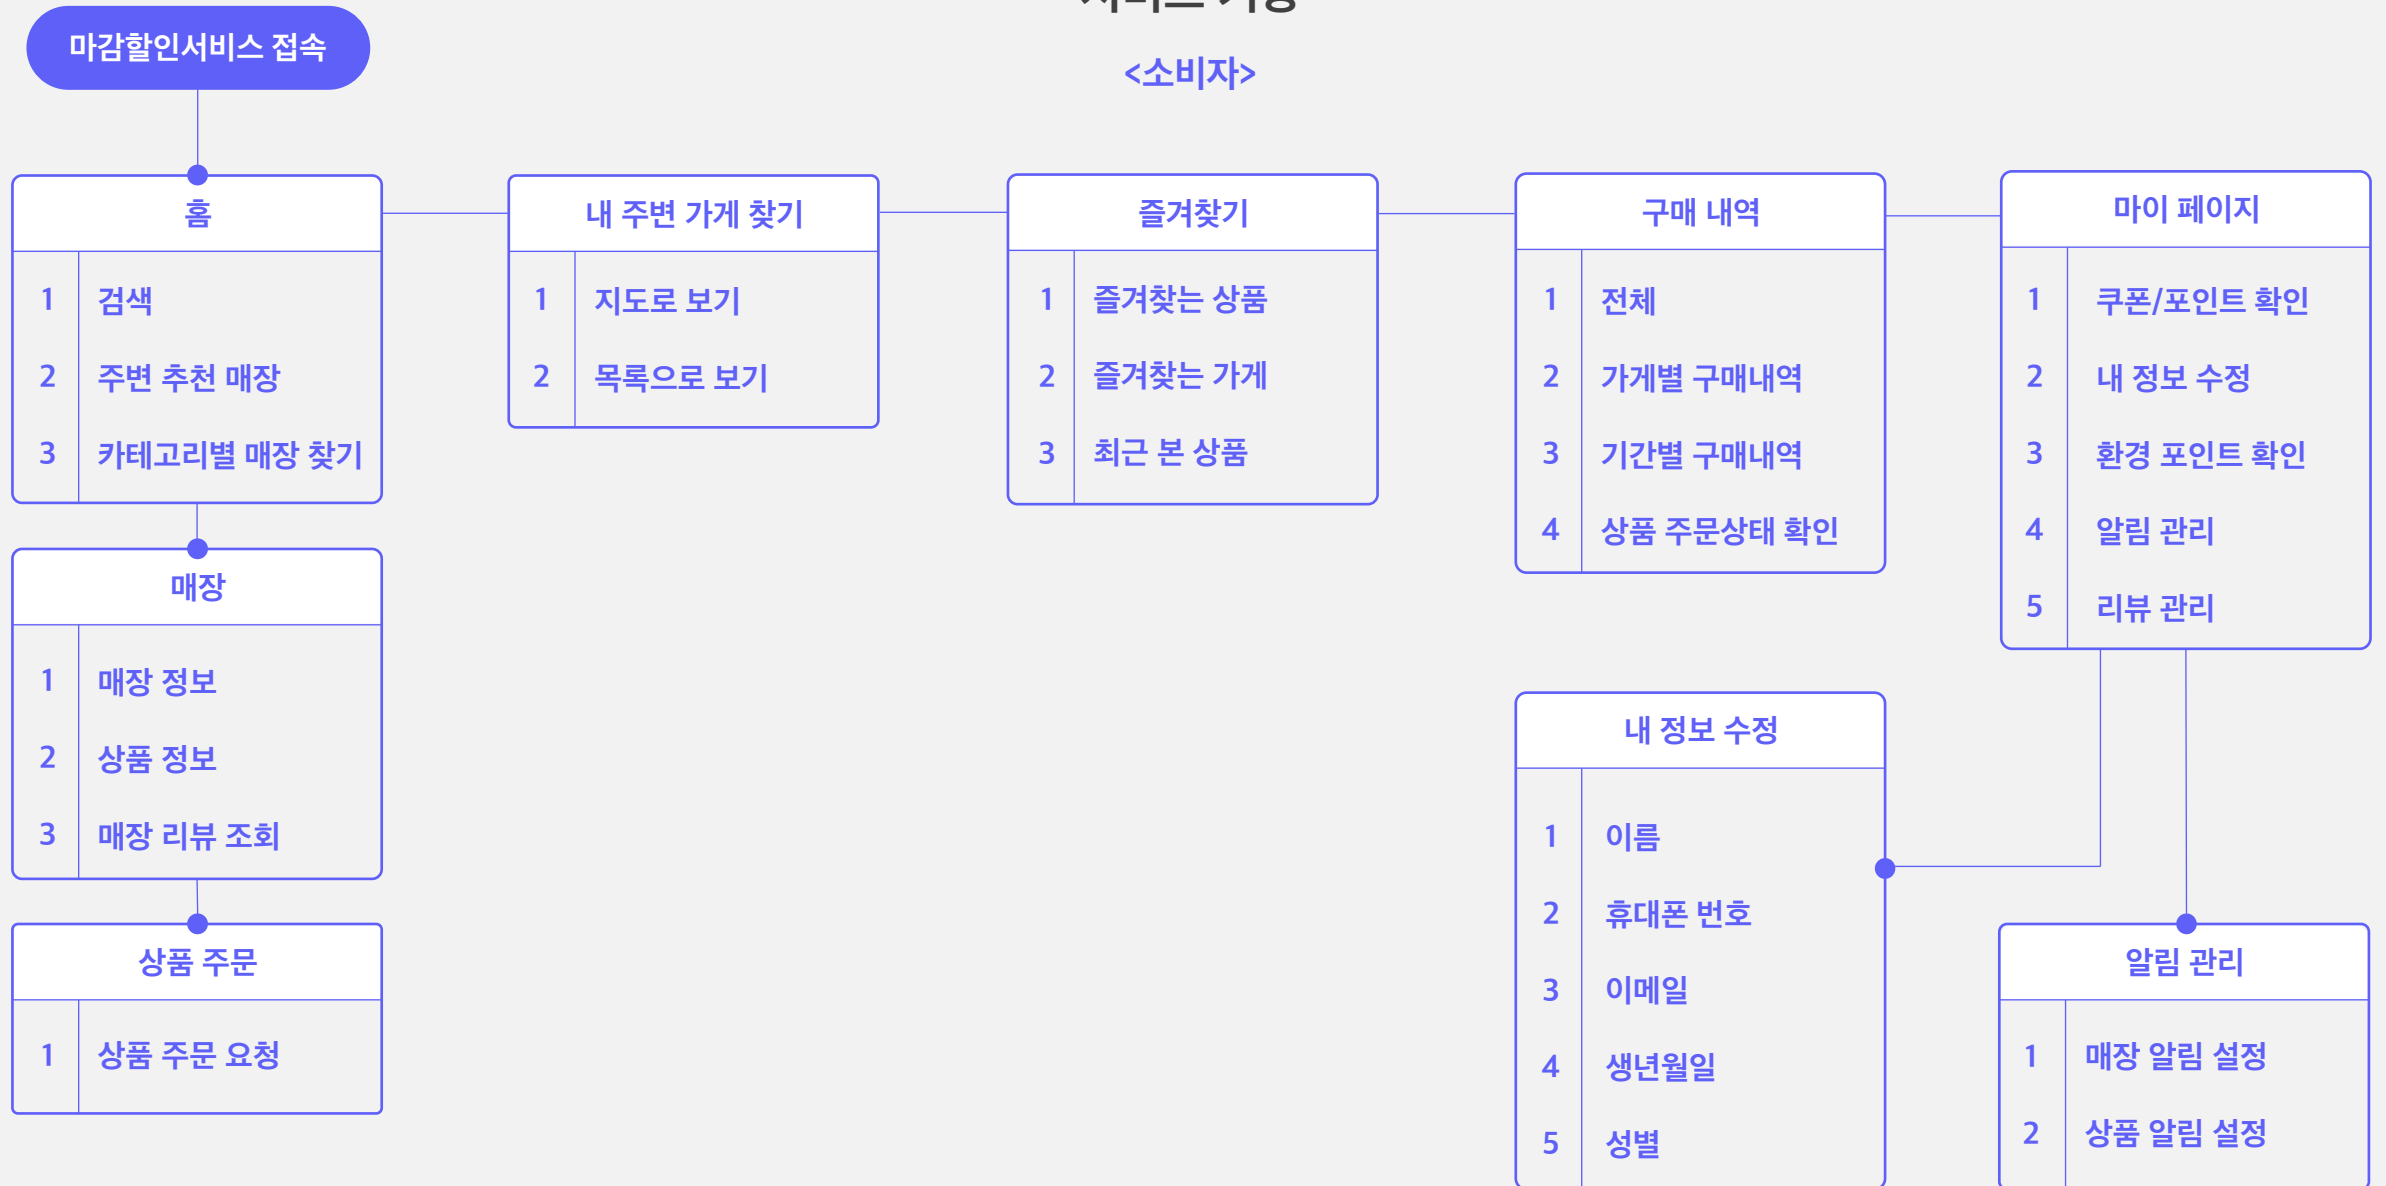 마감할인서비스 접속
<소비자>
홈
1 검색
2 주변 추천 매장
3 카테고리별 매장 찾기
내 주변 가게 찾기
1 지도로 보기
2 목록으로 보기
즐겨찾기
1 즐겨찾는 상품
2 즐겨찾는 가게
3 최근 본 상품
구매 내역
1 전체
2 가게별 구매내역
3 기간별 구매내역
4 상품 주문상태 확인
마이 페이지
1 쿠폰/포인트 확인
2 내 정보 수정
3 환경 포인트 확인
4 알림 관리
5 리뷰 관리
매장
1 매장 정보
2 상품 정보
3 매장 리뷰 조회
상품 주문
1 상품 주문 요청
내 정보 수정
1 이름
2 휴대폰 번호
3 이메일
4 생년월일
5 성별
알림 관리
1 매장 알림 설정
2 상품 알림 설정